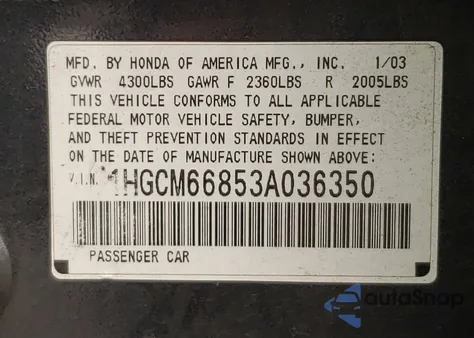 MFD. BY HONDA OF AMERICA MFG., INC. 1/03
GVWR 4300LBS GAWR F 2360LBS R 2005LBS
THIS VEHICLE CONFORMS TO ALL APPLICABLE
FEDERAL MOTOR VEHICLE SAFETY, BUMPER,
AND THEFT PREVENTION STANDARDS IN EFFECT
ON THE DATE OF MANUFACTURE SHOWN ABOVE:
V.I.N. 1HGCM66853A036350
PASSENGER CAR
autoSnap